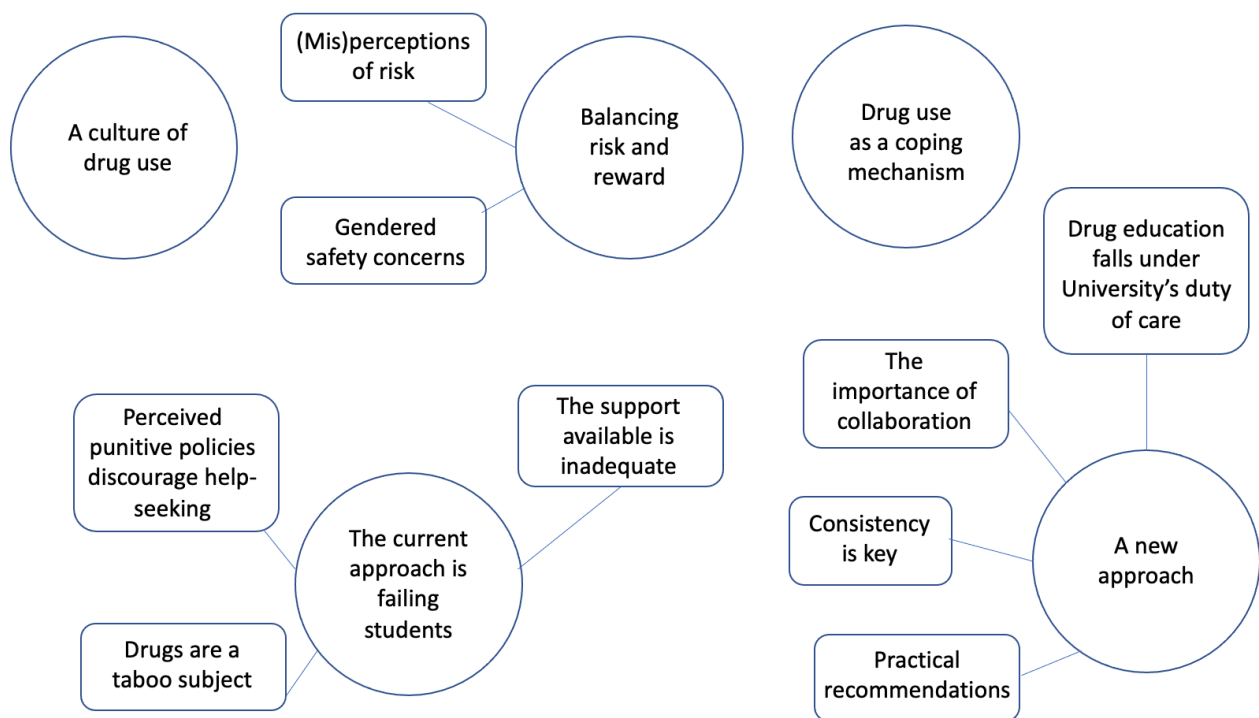 A culture of
drug use
(Mis)perceptions
of risk
Gendered
safety concerns
Balancing
risk and
reward
Drug use
as a coping
mechanism
Drug education
falls under
University’s duty
of care
Perceived
punitive policies
discourage help-
seeking
Drugs are a
taboo subject
The current
approach is
failing
students
The support
available is
inadequate
The
importance of
collaboration
Consistency
is key
Practical
recommendations
A new
approach